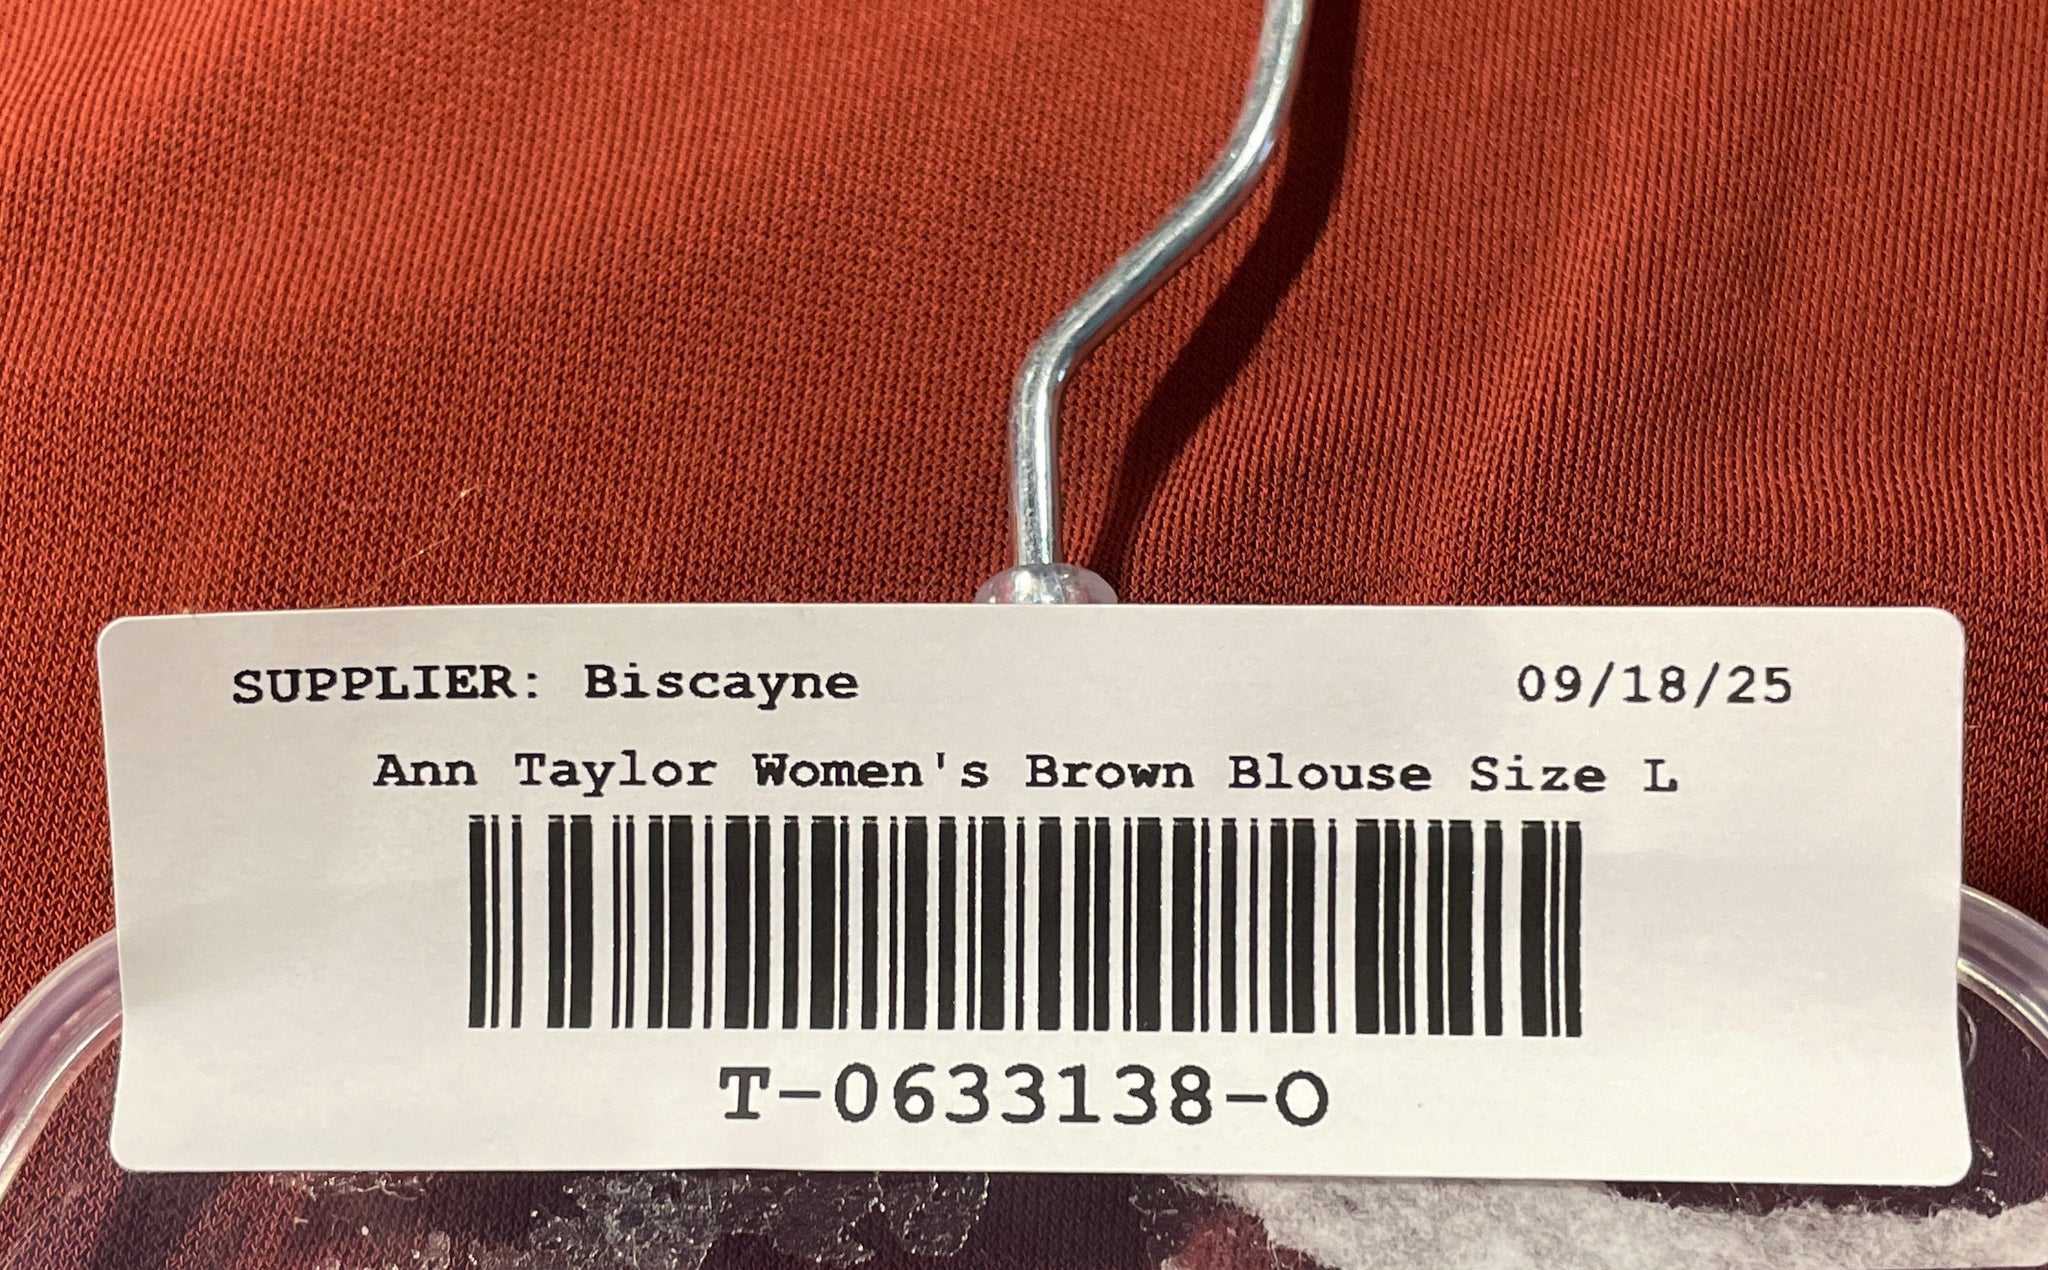 SUPPLIER: Biscayne 09/18/25
Ann Taylor Women's Brown Blouse Size L
T-0633138-O